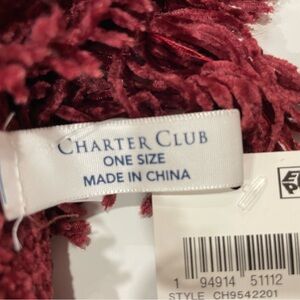 CHARTER CLUB
ONE SIZE
MADE IN CHINA
1 94914 51112
STYLE CH9542201